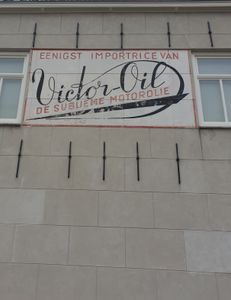 EENIGST IMPORTRICE VAN
Victor-Oil
DE SUBLIEME MOTOROLIE